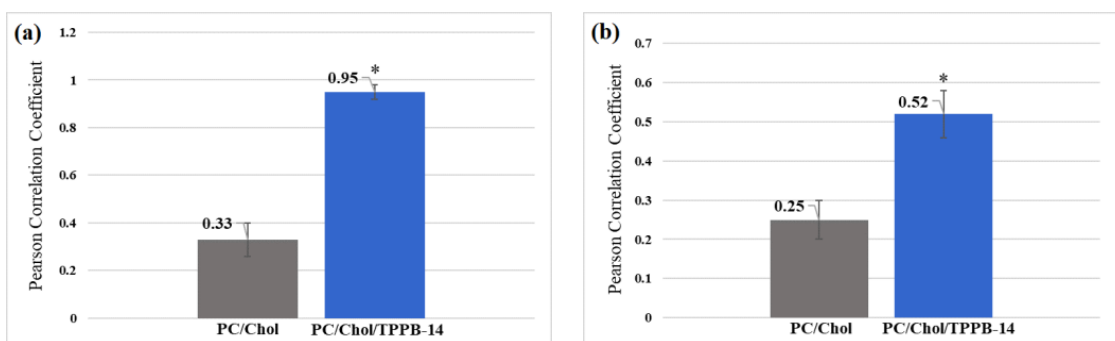 (a)
Pearson Correlation Coefficient
1.2
1
0.8
0.6
0.4
0.2
0
0.33
0.95
*
PC/Chol
PC/Chol/TPPB-14
(b)
Pearson Correlation Coefficient
0.7
0.6
0.5
0.4
0.3
0.2
0.1
0
0.25
0.52
*
PC/Chol
PC/Chol/TPPB-14